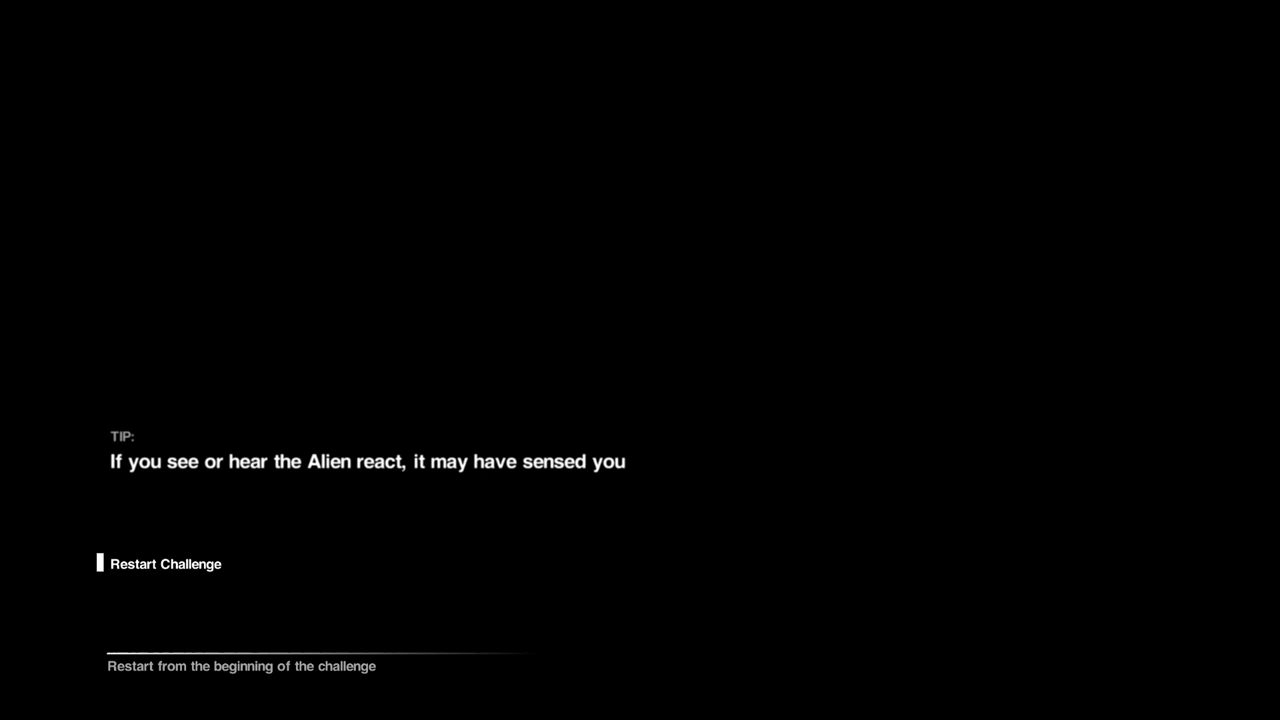 TIP:
If you see or hear the Alien react, it may have sensed you
Restart Challenge
Restart from the beginning of the challenge